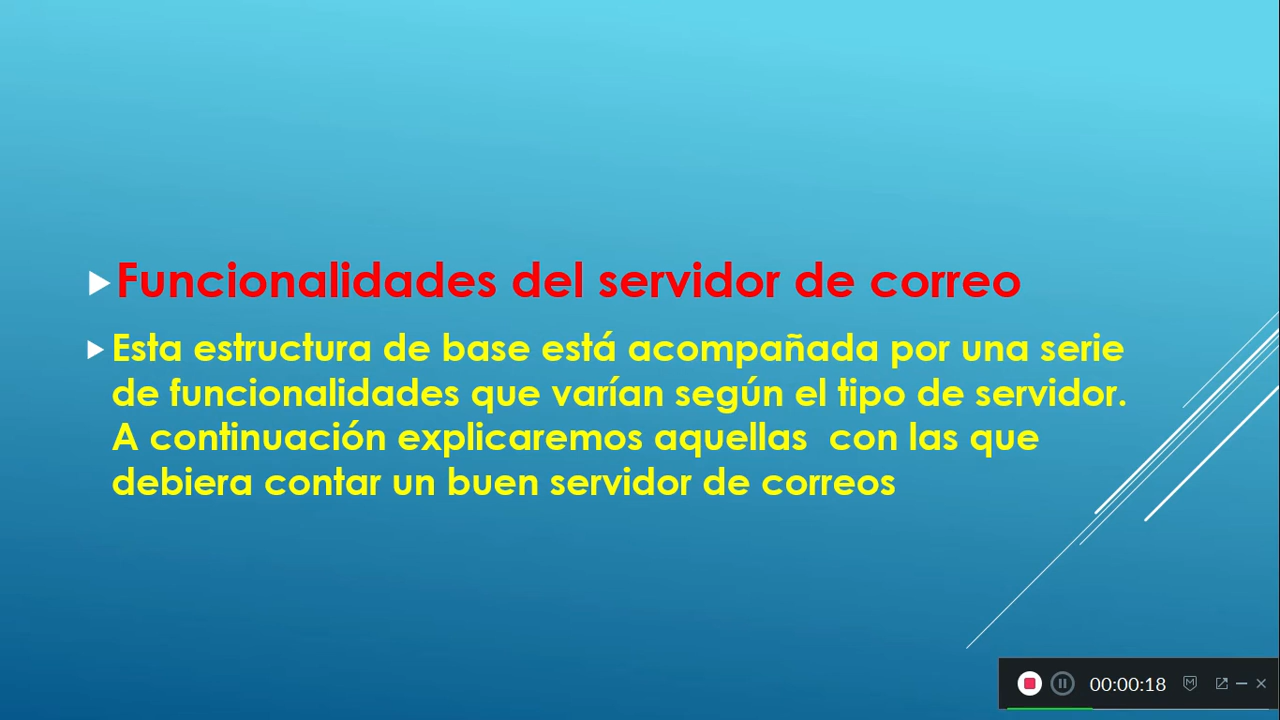 Funcionalidades del servidor de correo
Esta estructura de base está acompañada por una serie
de funcionalidades que varían según el tipo de servidor.
A continuación explicaremos aquellas  con las que
debiera contar un buen servidor de correos
00:00:18